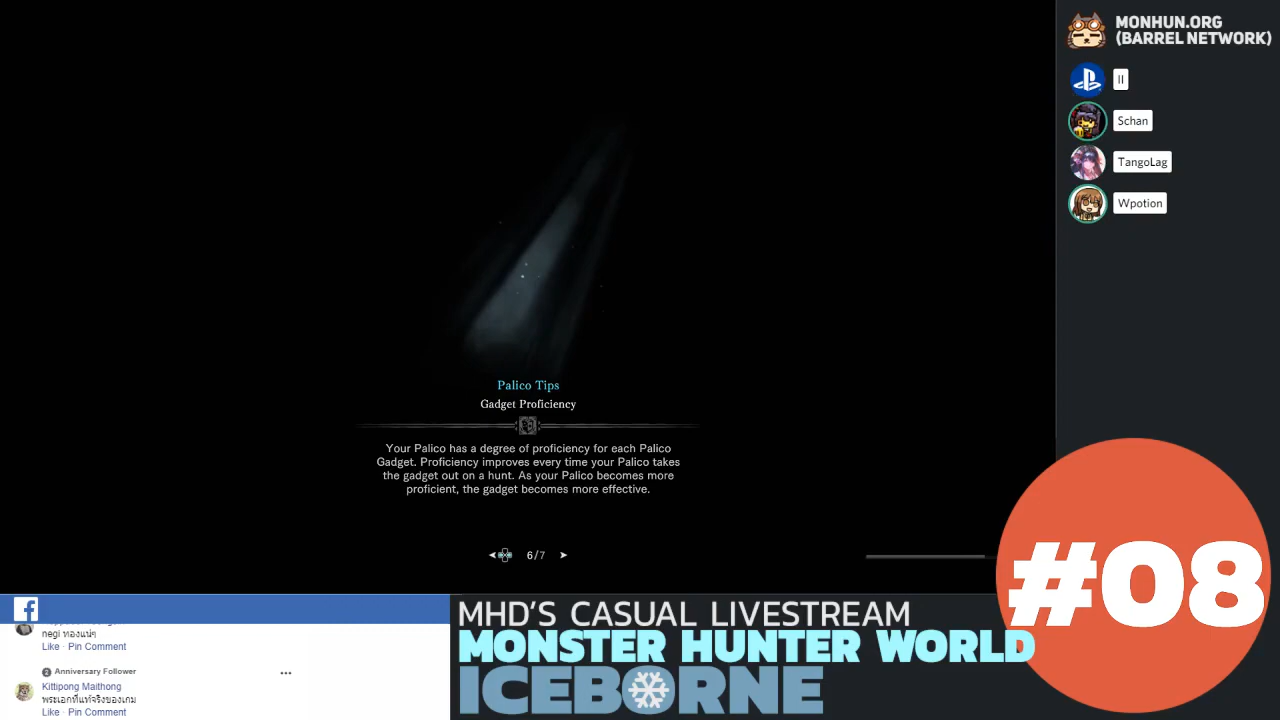 MONHUN.ORG
(BARREL NETWORK)
II
Schan
TangoLag
Wpotion
Palico Tips
Gadget Proficiency
Your Palico has a degree of proficiency for each Palico
Gadget. Proficiency improves every time your Palico takes
the gadget out on a hunt. As your Palico becomes more
proficient, the gadget becomes more effective.
6/7
#08
negi ทองแน่ๆ
Like · Pin Comment
2 Anniversary Follower
Kittipong Maithong
พระเอกที่แท้จริงของเกม
Like · Pin Comment
MHD'S CASUAL LIVESTREAM
MONSTER HUNTER WORLD
ICEBORNE